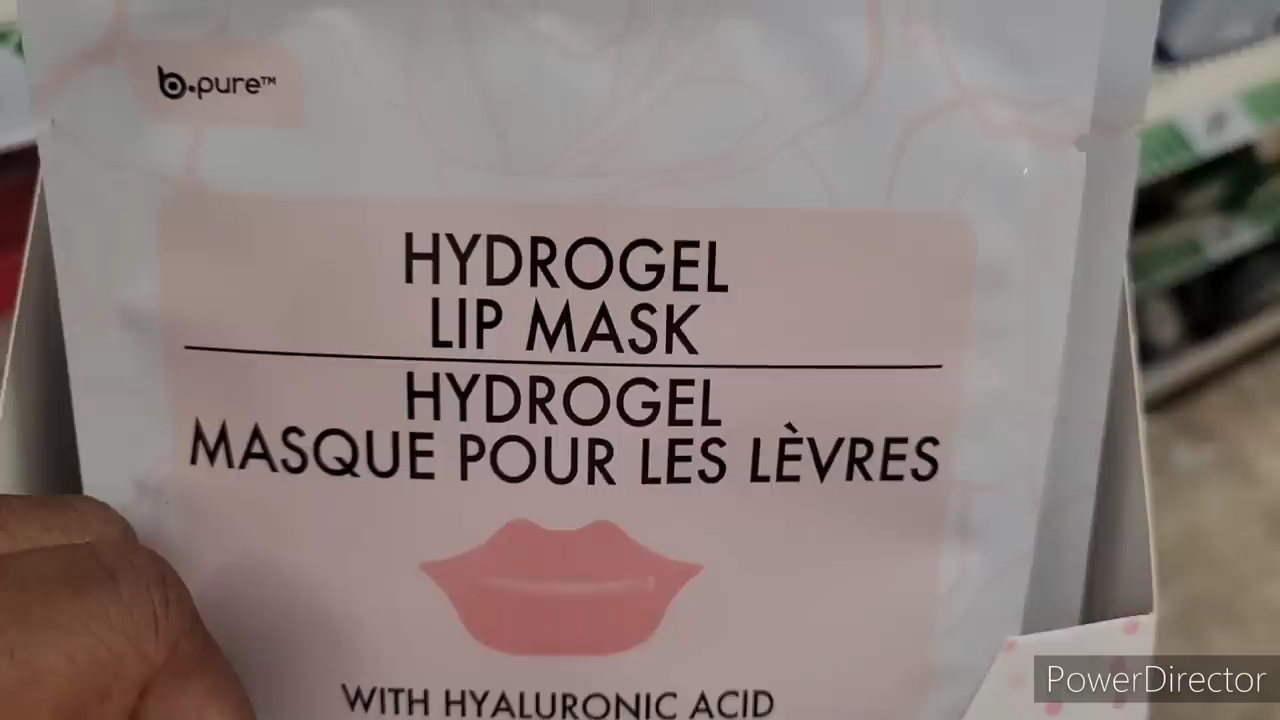 b.pure™
HYDROGEL
LIP MASK
HYDROGEL
MASQUE POUR LES LÈVRES
WITH HYALURONIC ACID
PowerDirector